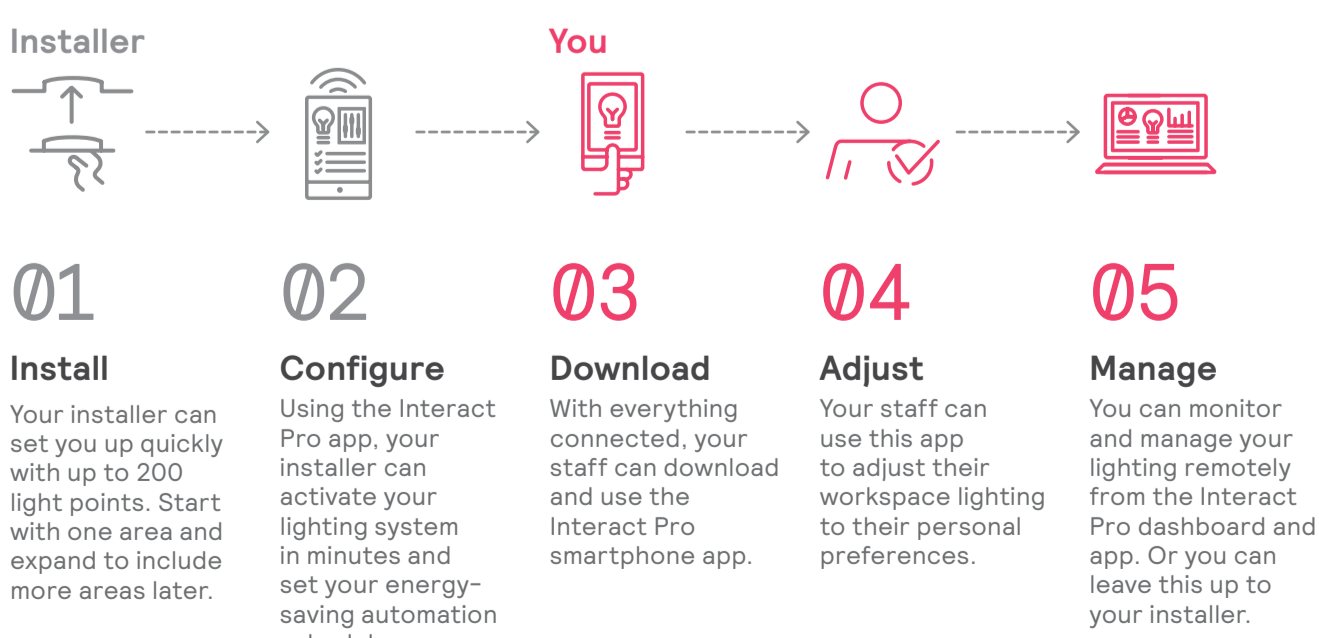 Installer
You
01
Install
Your installer can
set you up quickly
with up to 200
light points. Start
with one area and
expand to include
more areas later.
02
Configure
Using the Interact
Pro app, your
installer can
activate your
lighting system
in minutes and
set your energy-
saving automation
03
Download
With everything
connected, your
staff can download
and use the
Interact Pro
smartphone app.
04
Adjust
Your staff can
use this app
to adjust their
workspace lighting
to their personal
preferences.
05
Manage
You can monitor
and manage your
lighting remotely
from the Interact
Pro dashboard and
app. Or you can
leave this up to
your installer.